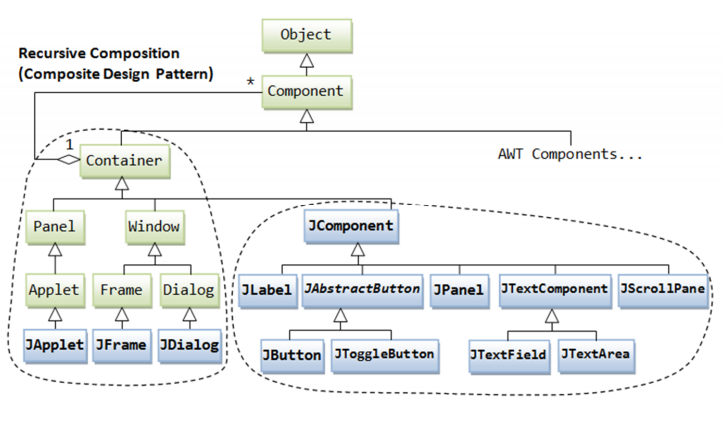 Object
Recursive Composition
(Composite Design Pattern)
*
Component
1
Container
AWT Components...
Panel
Window
JComponent
Applet
Frame
Dialog
JLabel
JAbstractButton
JPanel
JTextComponent
JScrollPane
JApplet
JFrame
JDialog
JButton
JToggleButton
JTextField
JTextArea